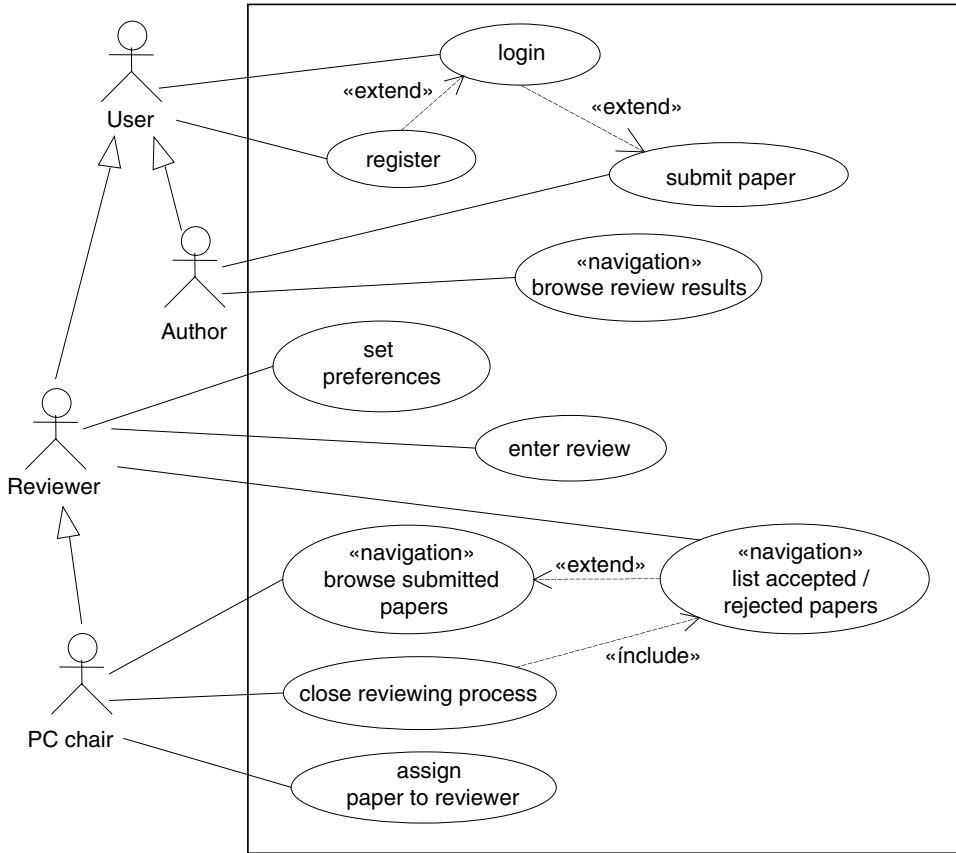 login
«extend»
«extend»
User
register
submit paper
«navigation»
browse review results
Author
set
preferences
enter review
Reviewer
«navigation»
browse submitted
papers
«extend»
«navigation»
list accepted /
rejected papers
«ínclude»
close reviewing process
PC chair
assign
paper to reviewer